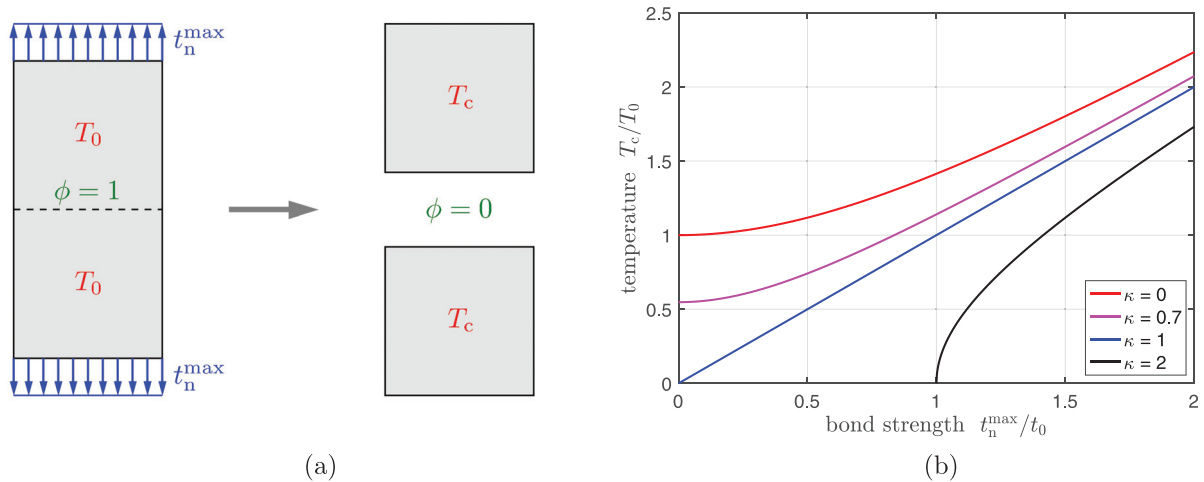 t_n^max
T_0
ϕ = 1
T_0
t_n^max
T_c
ϕ = 0
T_c
(a)
2.5
2
1.5
1
0.5
0
temperature T_c/T_0
0 0.5 1 1.5 2
bond strength t_n^max/t_0
κ = 0
κ = 0.7
κ = 1
κ = 2
(b)